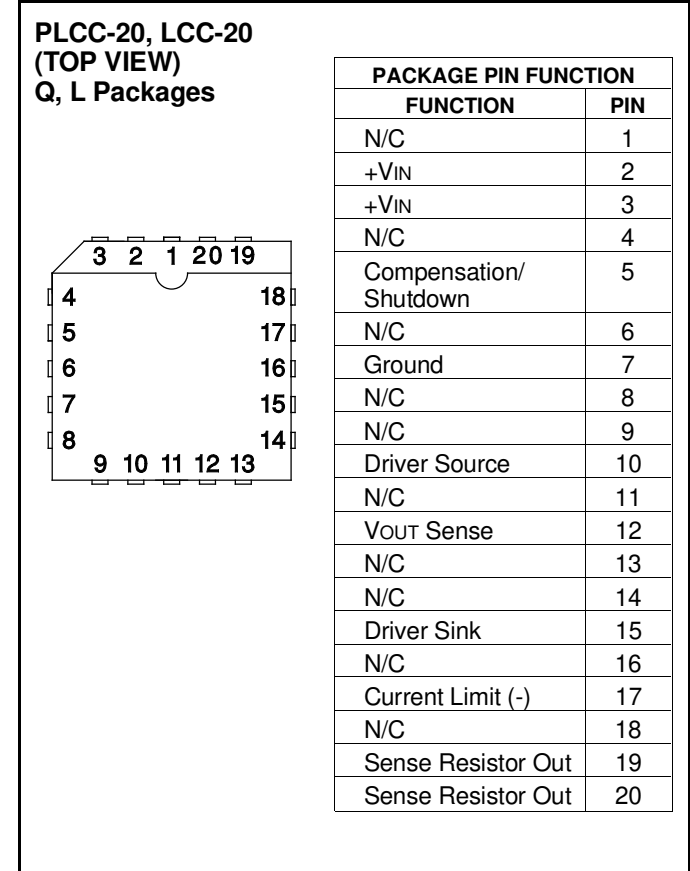 PLCC-20, LCC-20
(TOP VIEW)
Q, L Packages
3 2 1 20 19
4 18
5 17
6 16
7 15
8 14
9 10 11 12 13
PACKAGE PIN FUNCTION
FUNCTION PIN
N/C 1
+VIN 2
+VIN 3
N/C 4
Compensation/ 5
Shutdown
N/C 6
Ground 7
N/C 8
N/C 9
Driver Source 10
N/C 11
VOUT Sense 12
N/C 13
N/C 14
Driver Sink 15
N/C 16
Current Limit (-) 17
N/C 18
Sense Resistor Out 19
Sense Resistor Out 20